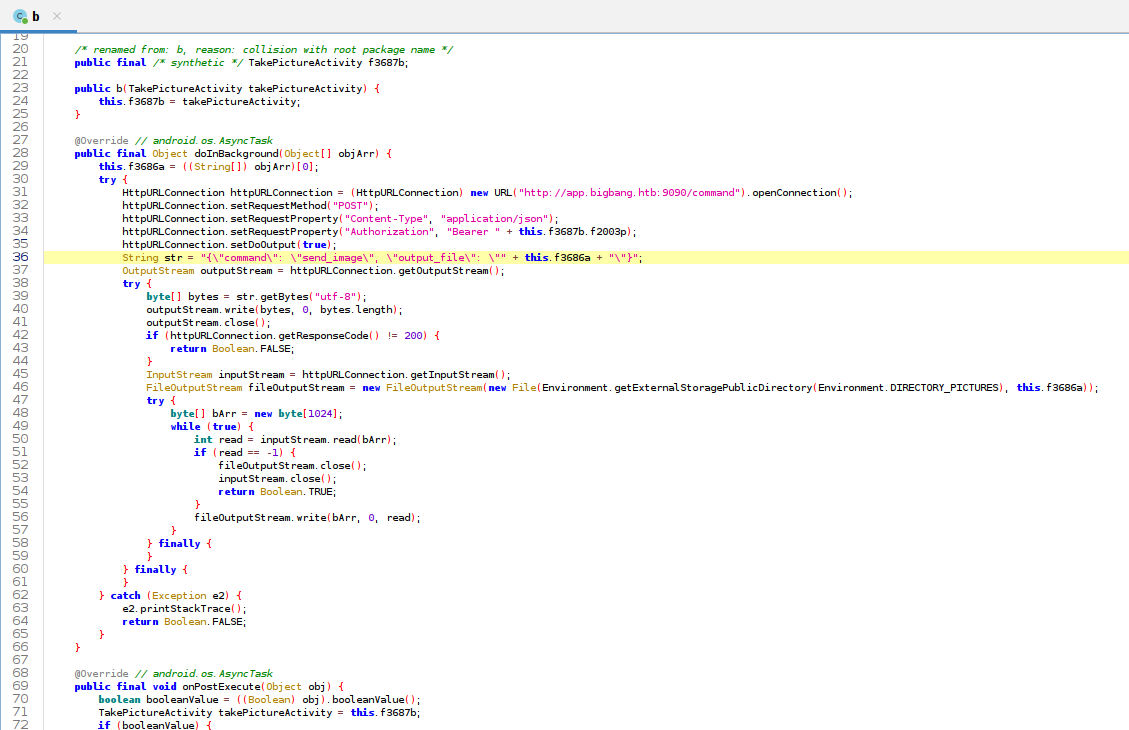 b
19
20 /* renamed from: b, reason: collision with root package name */
21 public final /* synthetic */ TakePictureActivity f3687b;
22
23 public b(TakePictureActivity takePictureActivity) {
24 this.f3687b = takePictureActivity;
25 }
26
27 @Override // android.os.AsyncTask
28 public final Object doInBackground(Object[] objArr) {
29 this.f3686a = ((String[]) objArr)[0];
30 try {
31 HttpURLConnection httpURLConnection = (HttpURLConnection) new URL("http://app.bigbang.htb:9090/command").openConnection();
32 httpURLConnection.setRequestMethod("POST");
33 httpURLConnection.setRequestProperty("Content-Type", "application/json");
34 httpURLConnection.setRequestProperty("Authorization", "Bearer " + this.f3687b.f2003p);
35 httpURLConnection.setDoOutput(true);
36 String str = "{\"command\": \"send_image\", \"output_file\": \"" + this.f3686a + "\"}";
37 OutputStream outputStream = httpURLConnection.getOutputStream();
38 try {
39 byte[] bytes = str.getBytes("utf-8");
40 outputStream.write(bytes, 0, bytes.length);
41 outputStream.close();
42 if (httpURLConnection.getResponseCode() != 200) {
43 return Boolean.FALSE;
44 }
45 InputStream inputStream = httpURLConnection.getInputStream();
46 FileOutputStream fileOutputStream = new FileOutputStream(new File(Environment.getExternalStoragePublicDirectory(Environment.DIRECTORY_PICTURES), this.f3686a));
47 try {
48 byte[] bArr = new byte[1024];
49 while (true) {
50 int read = inputStream.read(bArr);
51 if (read == -1) {
52 fileOutputStream.close();
53 inputStream.close();
54 return Boolean.TRUE;
55 }
56 fileOutputStream.write(bArr, 0, read);
57 }
58 } finally {
59 }
60 } finally {
61 }
62 } catch (Exception e2) {
63 e2.printStackTrace();
64 return Boolean.FALSE;
65 }
66 }
67
68 @Override // android.os.AsyncTask
69 public final void onPostExecute(Object obj) {
70 boolean booleanValue = ((Boolean) obj).booleanValue();
71 TakePictureActivity takePictureActivity = this.f3687b;
72 if (booleanValue) {